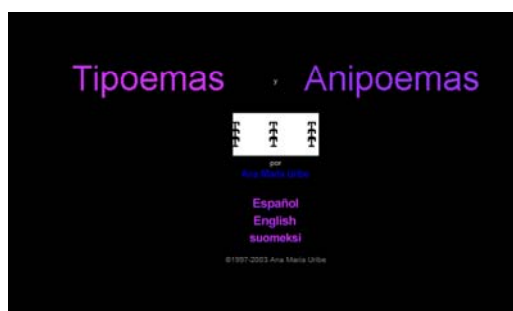 Tipoemas y Anipoemas
T T T
por
Ana María Uribe
Español
English
suomeksi
©1997-2003 Ana María Uribe